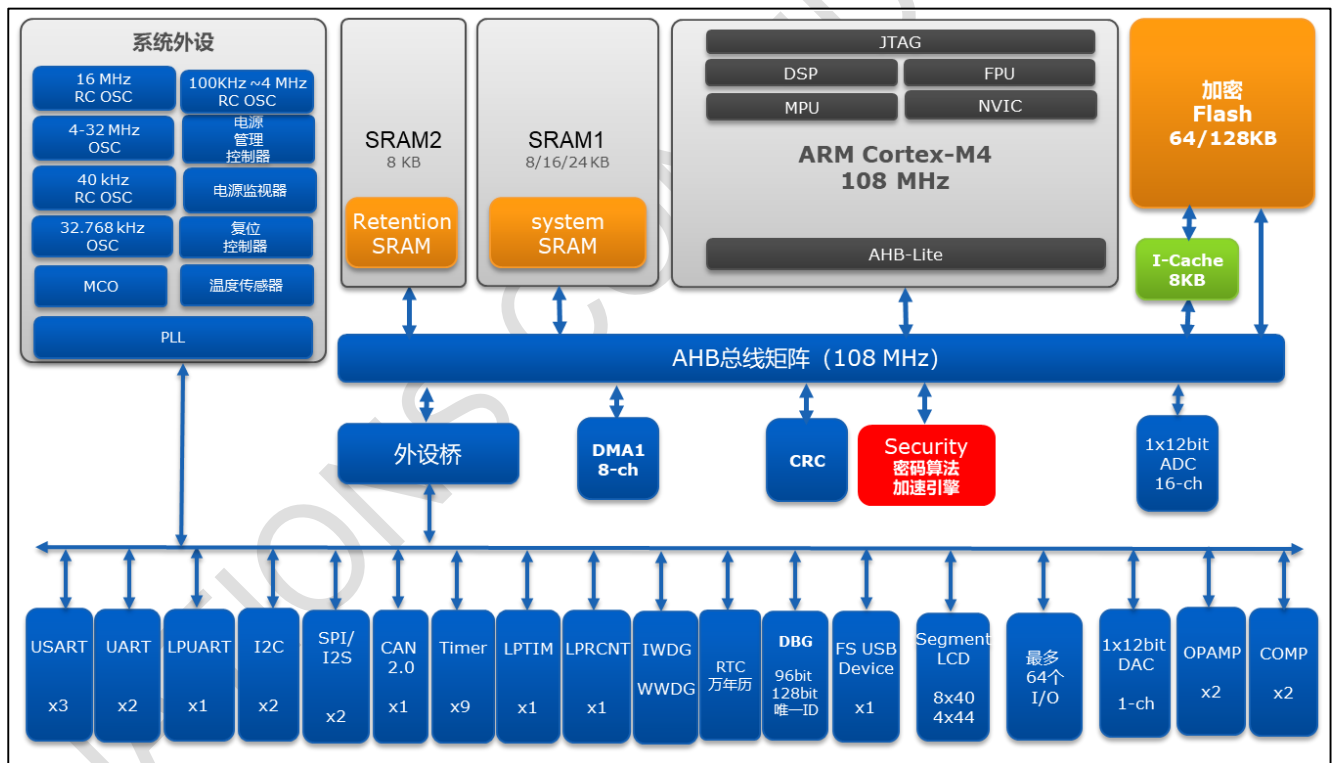 系统外设
16 MHz
RC OSC
100KHz ~4 MHz
RC OSC
4-32 MHz
OSC
电源
管理
控制器
40 kHz
RC OSC
电源监视器
32.768 kHz
OSC
复位
控制器
MCO
温度传感器
PLL
SRAM2
8 KB
Retention
SRAM
SRAM1
8/16/24KB
system
SRAM
JTAG
DSP
FPU
MPU
NVIC
ARM Cortex-M4
108 MHz
AHB-Lite
加密
Flash
64/128KB
I-Cache
8KB
AHB总线矩阵（108 MHz）
外设桥
DMA1
8-ch
CRC
Security
密码算法
加速引擎
1x12bit
ADC
16-ch
USART
x3
UART
x2
LPUART
x1
I2C
x2
SPI/
I2S
x2
CAN
2.0
x1
Timer
x9
LPTIM
x1
LPRCNT
x1
IWDG
WWDG
RTC
万年历
DBG
96bit
128bit
唯一ID
FS USB
Device
x1
Segment
LCD
8x40
4x44
最多
64个
I/O
1x12bit
DAC
1-ch
OPAMP
x2
COMP
x2